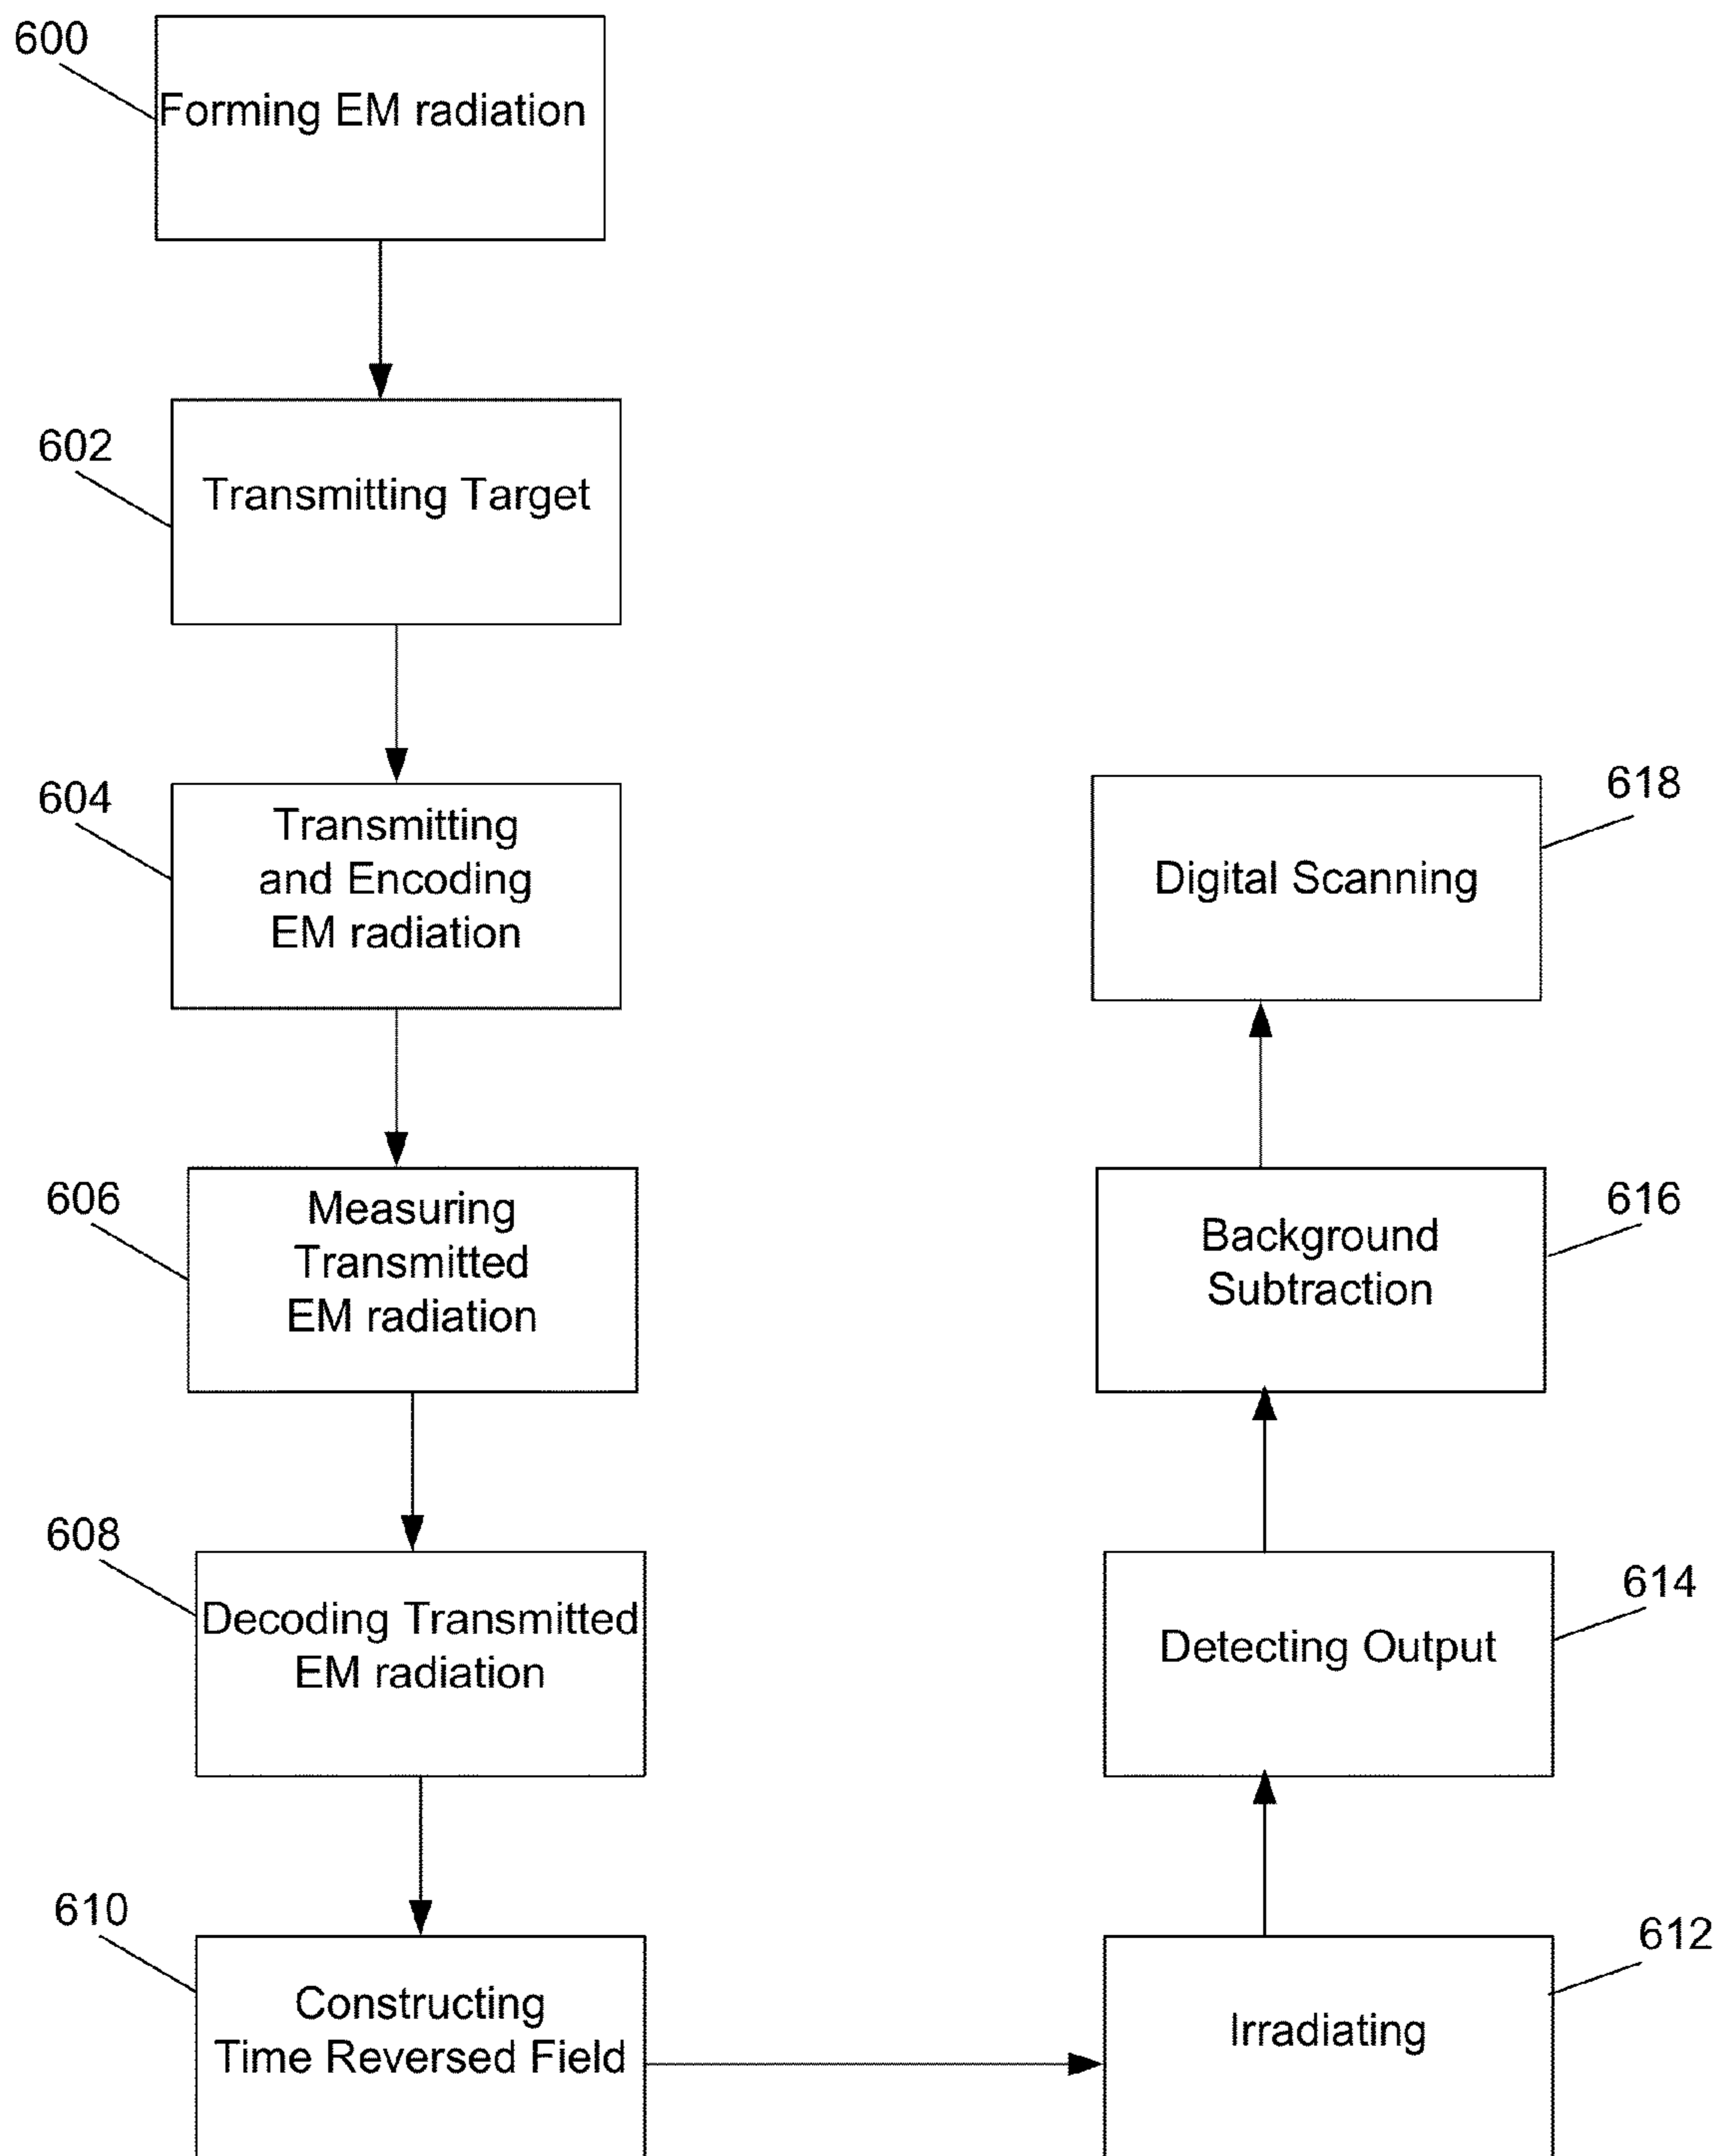 600
Forming EM radiation
602
Transmitting Target
604
Transmitting
and Encoding
EM radiation
606
Measuring
Transmitted
EM radiation
608
Decoding Transmitted
EM radiation
610
Constructing
Time Reversed Field
612
Irradiating
614
Detecting Output
616
Background
Subtraction
618
Digital Scanning